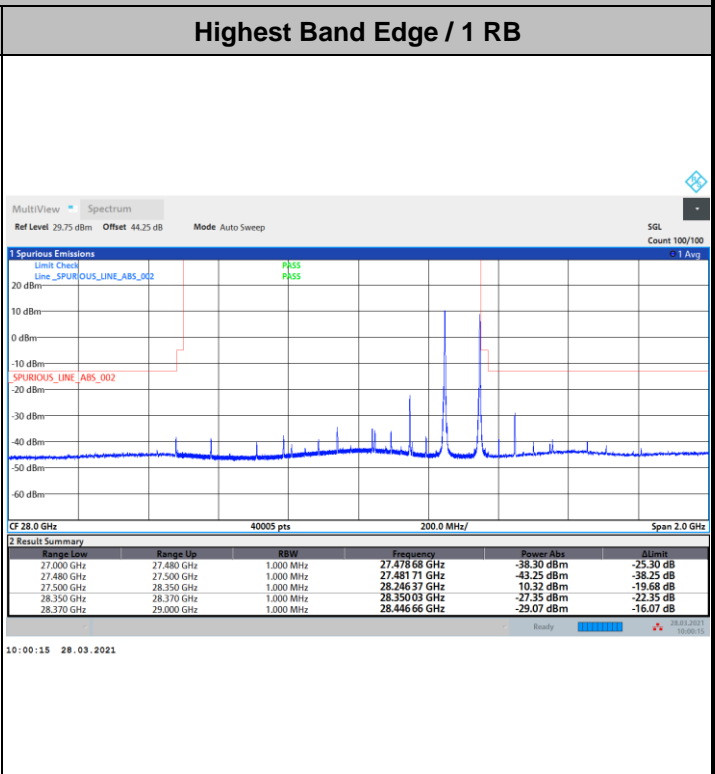 Highest Band Edge / 1 RB
MultiView Spectrum
Ref Level 29.75 dBm Offset 44.25 dB Mode Auto Sweep SGL
Count 100/100
1 Spurious Emissions 1 Avg
Limit Check PASS
Line _SPURIOUS_LINE_ABS_002 PASS
20 dBm
10 dBm
0 dBm
-10 dBm
_SPURIOUS_LINE_ABS_002
-20 dBm
-30 dBm
-40 dBm
-50 dBm
-60 dBm
CF 28.0 GHz 40005 pts 200.0 MHz/ Span 2.0 GHz
2 Result Summary
Range Low Range Up RBW Frequency Power Abs ΔLimit
27.000 GHz 27.480 GHz 1.000 MHz 27.478 68 GHz -38.30 dBm -25.30 dB
27.480 GHz 27.500 GHz 1.000 MHz 27.481 71 GHz -43.25 dBm -38.25 dB
27.500 GHz 28.350 GHz 1.000 MHz 28.246 37 GHz 10.32 dBm -19.68 dB
28.350 GHz 28.370 GHz 1.000 MHz 28.350 03 GHz -27.35 dBm -22.35 dB
28.370 GHz 29.000 GHz 1.000 MHz 28.446 66 GHz -29.07 dBm -16.07 dB
Ready 28.03.2021
10:00:15
10:00:15 28.03.2021